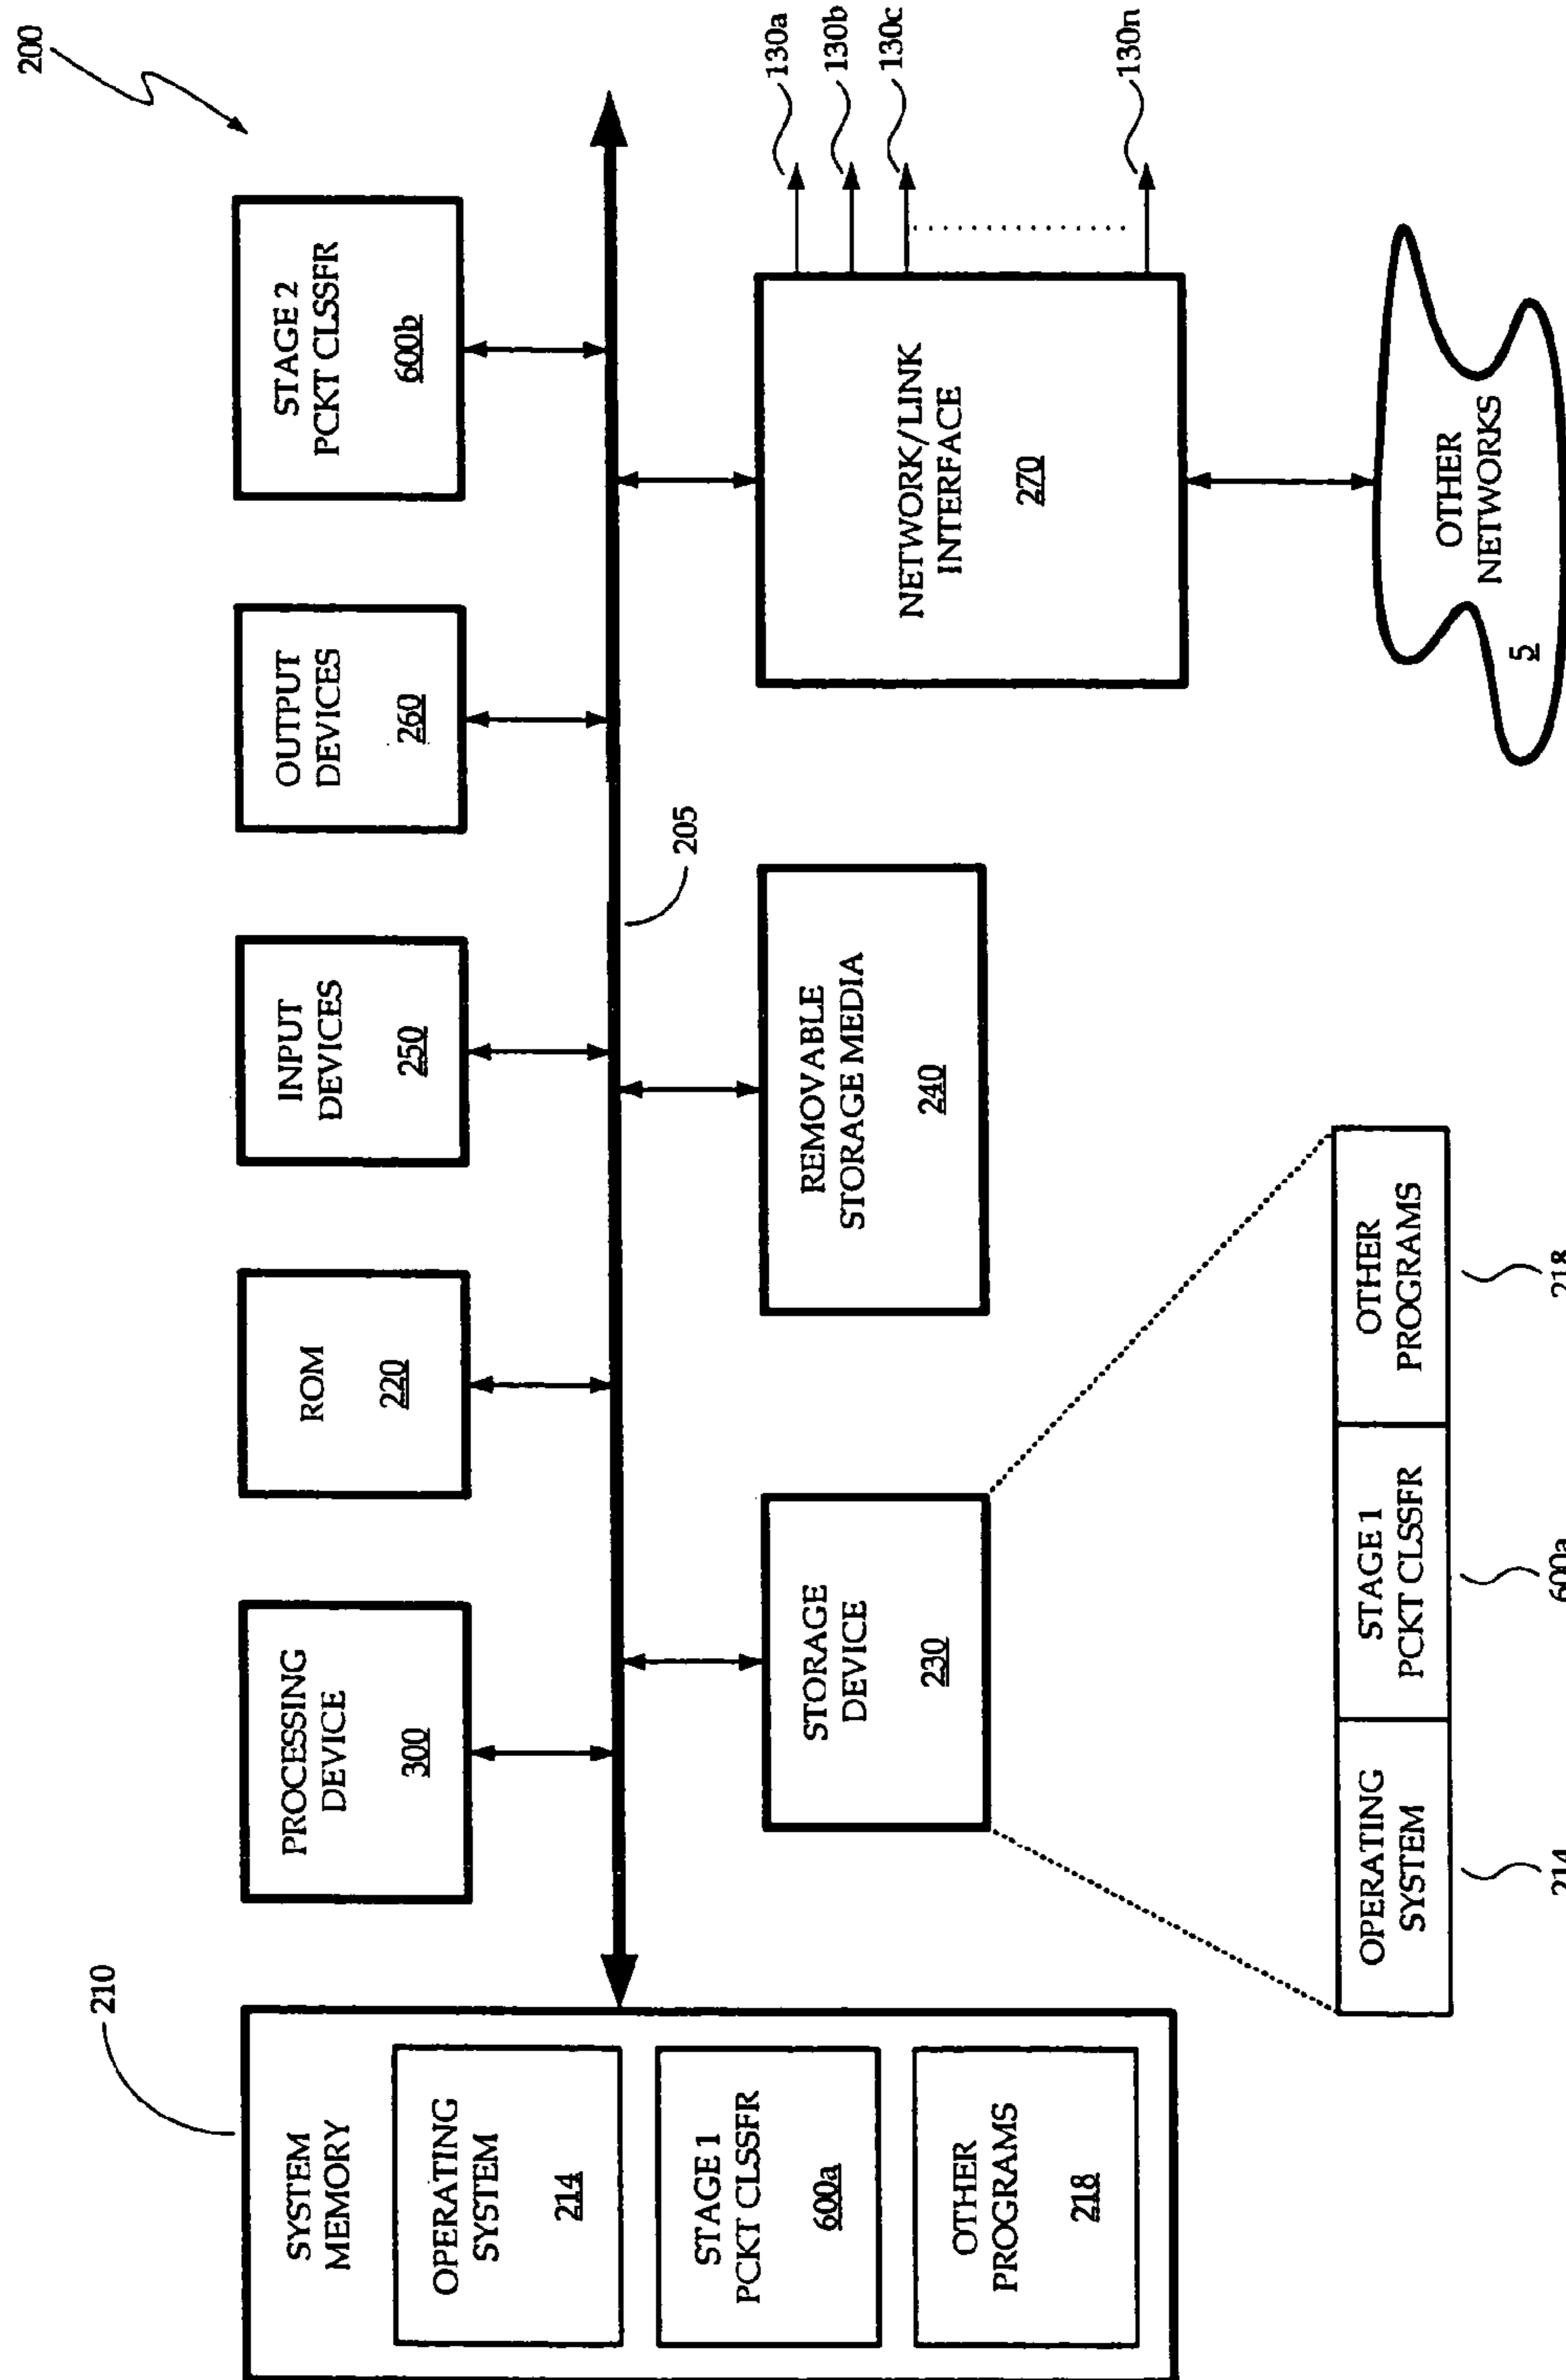 200
210
SYSTEM
MEMORY
OPERATING
SYSTEM
214
STAGE 1
PCKT CLSSFR
600a
OTHER
PROGRAMS
218
PROCESSING
DEVICE
300
ROM
220
INPUT
DEVICES
250
OUTPUT
DEVICES
260
STAGE 2
PCKT CLSSFR
600b
205
STORAGE
DEVICE
230
REMOVABLE
STORAGE MEDIA
240
NETWORK/LINK
INTERFACE
270
130a
130b
130c
130n
OTHER
NETWORKS
5
OPERATING
SYSTEM
STAGE 1
PCKT CLSSFR
OTHER
PROGRAMS
214
600a
218